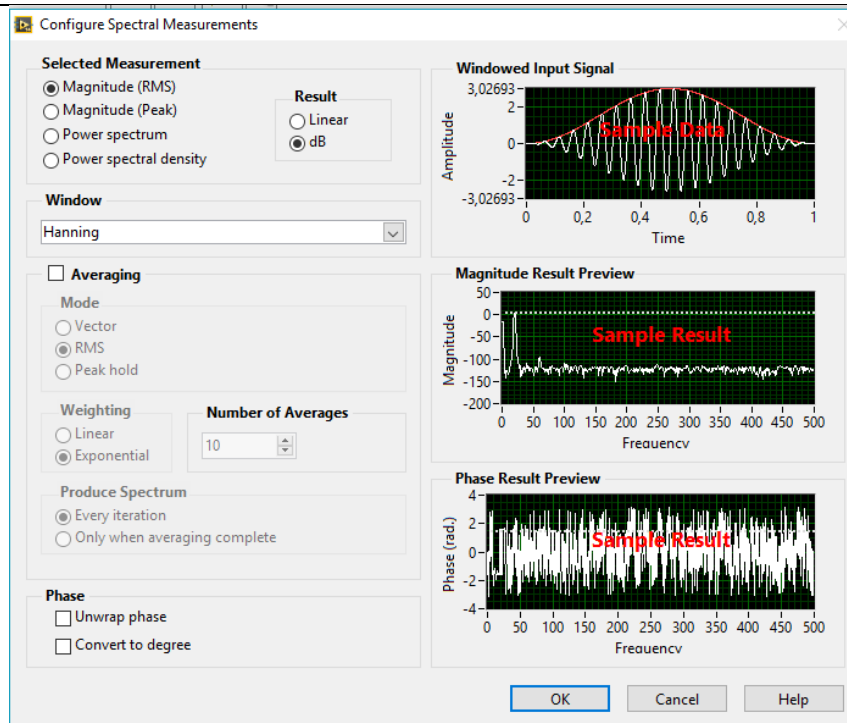 Configure Spectral Measurements
Selected Measurement
Magnitude (RMS)
Magnitude (Peak)
Power spectrum
Power spectral density
Result
Linear
dB
Window
Hanning
Averaging
Mode
Vector
RMS
Peak hold
Weighting
Linear
Exponential
Number of Averages
10
Produce Spectrum
Every iteration
Only when averaging complete
Phase
Unwrap phase
Convert to degree
Windowed Input Signal
Amplitude
3,02693
2
0
-2
-3,02693
Sample Data
0 0,2 0,4 0,6 0,8 1
Time
Magnitude Result Preview
Magnitude
50
0
-50
-100
-150
-200
Sample Result
0 50 100 150 200 250 300 350 400 450 500
Frequency
Phase Result Preview
Phase (rad.)
4
2
0
-2
-4
Sample Result
0 50 100 150 200 250 300 350 400 450 500
Frequency
OK Cancel Help